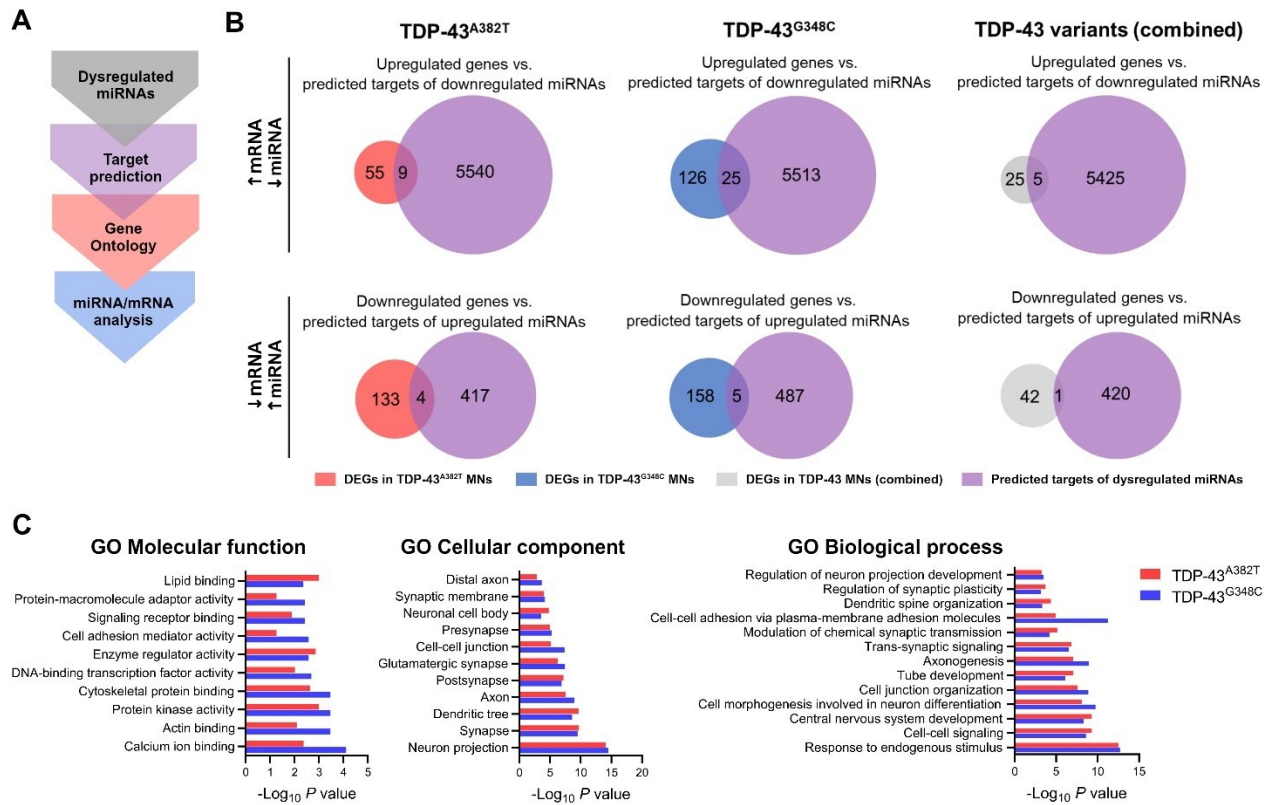 A
Dysregulated
miRNAs
Target
prediction
Gene
Ontology
miRNA/mRNA
analysis
B
TDP-43A382T
TDP-43G348C
TDP-43 variants (combined)
↑mRNA
↓miRNA
Upregulated genes vs.
predicted targets of downregulated miRNAs
55 9 5540
Upregulated genes vs.
predicted targets of downregulated miRNAs
126 25 5513
Upregulated genes vs.
predicted targets of downregulated miRNAs
25 5 5425
↓mRNA
↑miRNA
Downregulated genes vs.
predicted targets of upregulated miRNAs
133 4 417
Downregulated genes vs.
predicted targets of upregulated miRNAs
158 5 487
Downregulated genes vs.
predicted targets of upregulated miRNAs
42 1 420
DEGs in TDP-43A382T MNs
DEGs in TDP-43G348C MNs
DEGs in TDP-43 MNs (combined)
Predicted targets of dysregulated miRNAs
C
GO Molecular function
Lipid binding
Protein-macromolecule adaptor activity
Signaling receptor binding
Cell adhesion mediator activity
Enzyme regulator activity
DNA-binding transcription factor activity
Cytoskeletal protein binding
Protein kinase activity
Actin binding
Calcium ion binding
0 1 2 3 4 5
-Log10 P value
GO Cellular component
Distal axon
Synaptic membrane
Neuronal cell body
Presynapse
Cell-cell junction
Glutamatergic synapse
Postsynapse
Axon
Dendritic tree
Synapse
Neuron projection
0 5 10 15 20
-Log10 P value
GO Biological process
Regulation of neuron projection development
Regulation of synaptic plasticity
Dendritic spine organization
Cell-cell adhesion via plasma-membrane adhesion molecules
Modulation of chemical synaptic transmission
Trans-synaptic signaling
Axonogenesis
Tube development
Cell junction organization
Cell morphogenesis involved in neuron differentiation
Central nervous system development
Cell-cell signaling
Response to endogenous stimulus
0 5 10 15
-Log10 P value
TDP-43A382T
TDP-43G348C